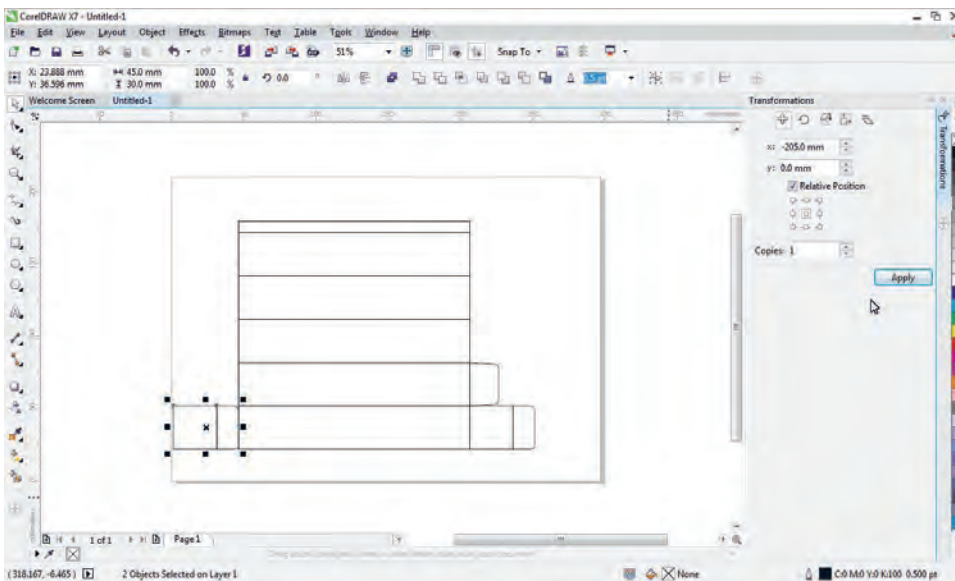 CorelDRAW X7 - Untitled-1
File Edit View Layout Object Effects Bitmaps Text Table Tools Window Help
51% Snap To
X: 23.888 mm 45.0 mm 100.0 % 0.0 °
Y: 36.596 mm 30.0 mm 100.0 %
Welcome Screen Untitled-1 Transformations
x: -205.0 mm
y: 0.0 mm
Relative Position
Copies: 1
Apply
Transformations
1 of 1 Page1
(318.167, -6.465) 2 Objects Selected on Layer 1 None C:0 M:0 Y:0 K:100 0.500 pt